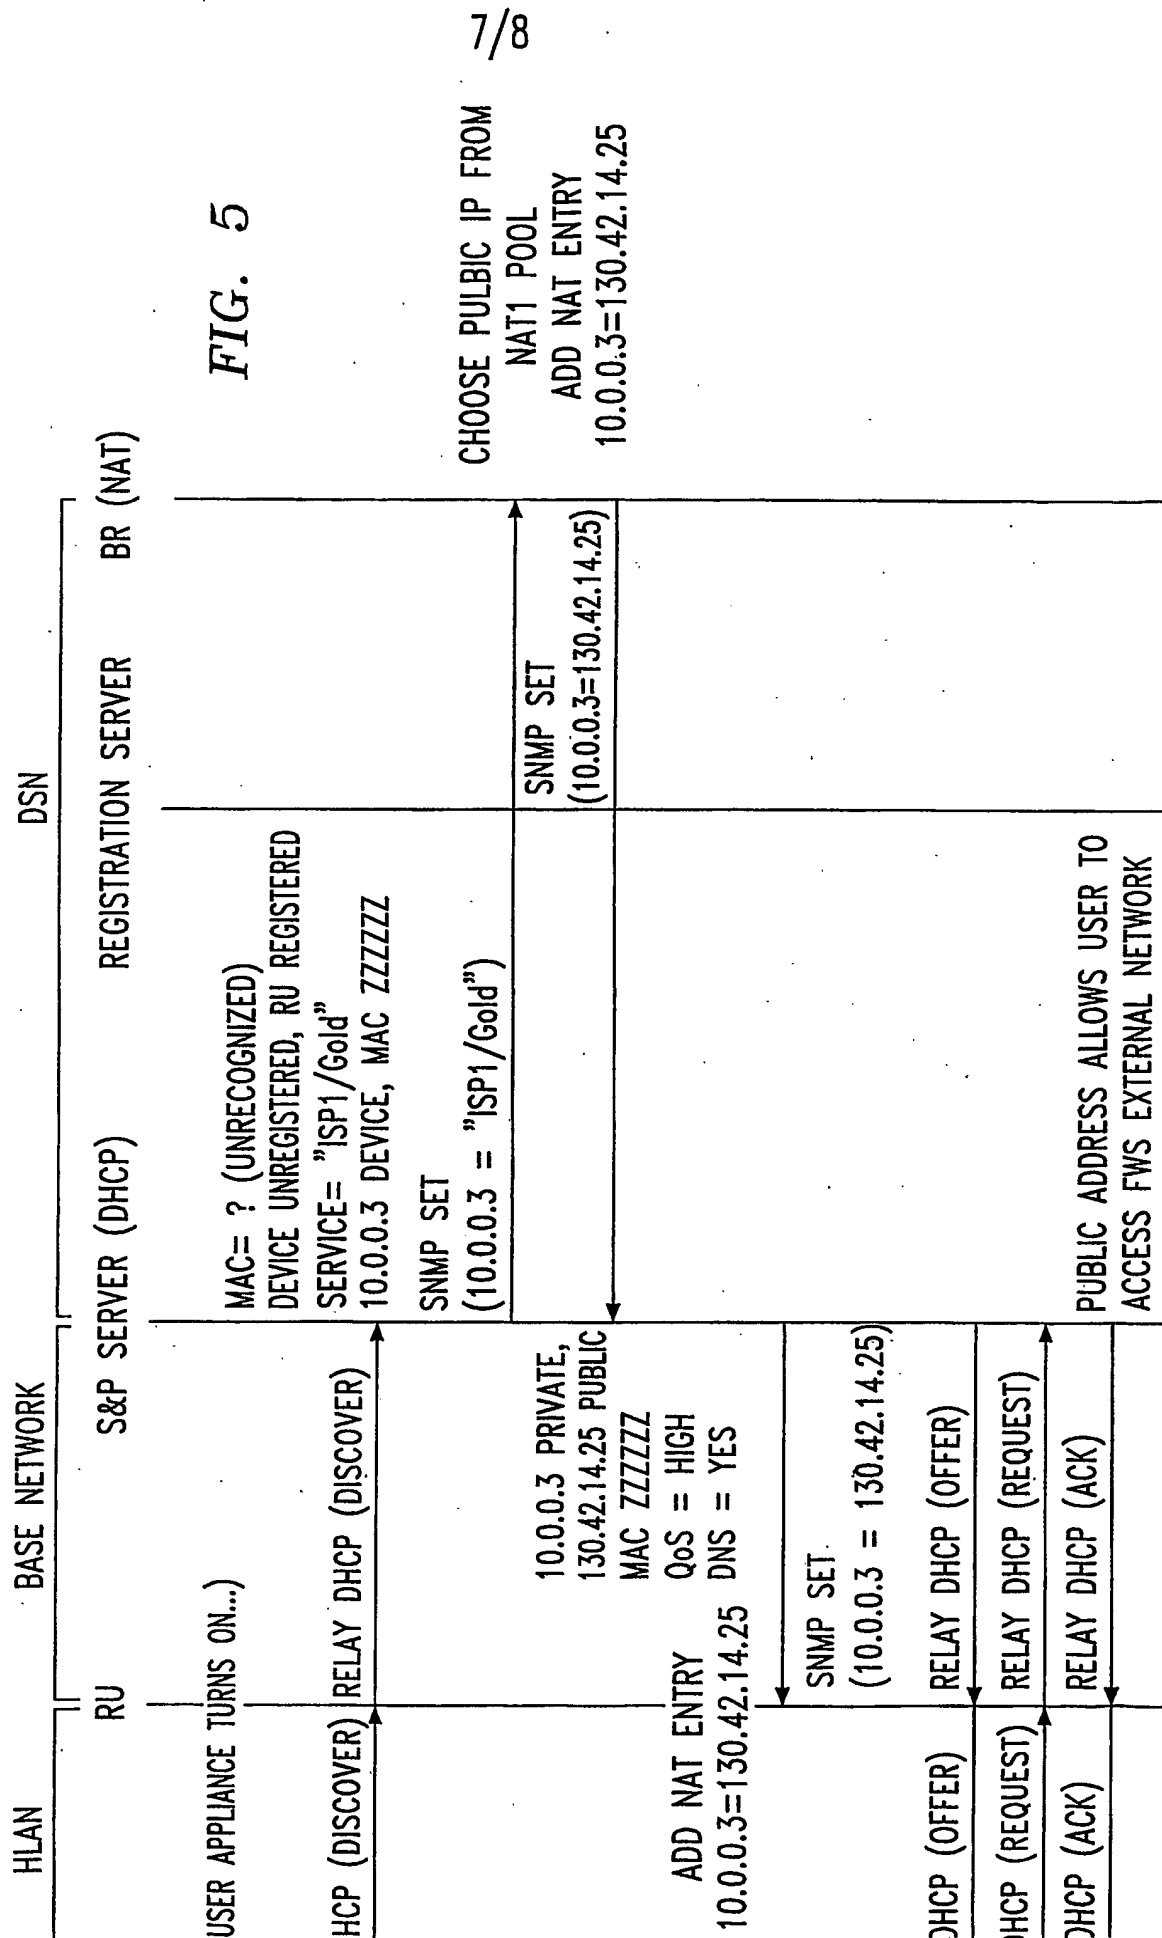 7/8
FIG. 5
HLAN
BASE NETWORK
DSN
RU
S&P SERVER (DHCP)
REGISTRATION SERVER
BR (NAT)
USER APPLIANCE TURNS ON...)
HCP (DISCOVER)
RELAY DHCP (DISCOVER)
MAC= ? (UNRECOGNIZED)
DEVICE UNREGISTERED, RU REGISTERED
SERVICE= "ISP1/Gold"
10.0.0.3 DEVICE, MAC ZZZZZZ
SNMP SET
(10.0.0.3 = "ISP1/Gold")
CHOOSE PULBIC IP FROM
NAT1 POOL
ADD NAT ENTRY
10.0.0.3=130.42.14.25
SNMP SET
(10.0.0.3=130.42.14.25)
10.0.0.3 PRIVATE,
130.42.14.25 PUBLIC
MAC ZZZZZZ
QoS = HIGH
DNS = YES
ADD NAT ENTRY
10.0.0.3=130.42.14.25
SNMP SET
(10.0.0.3 = 130.42.14.25)
DHCP (OFFER)
RELAY DHCP (OFFER)
HCP (REQUEST)
RELAY DHCP (REQUEST)
DHCP (ACK)
RELAY DHCP (ACK)
PUBLIC ADDRESS ALLOWS USER TO
ACCESS FWS EXTERNAL NETWORK